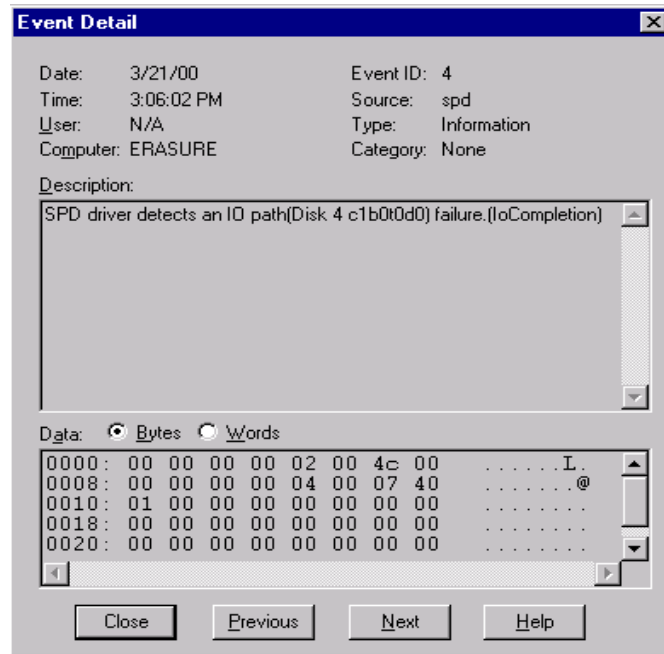 Event Detail
Date: 3/21/00 Event ID: 4
Time: 3:06:02 PM Source: spd
User: N/A Type: Information
Computer: ERASURE Category: None
Description:
SPD driver detects an IO path(Disk 4 c1b0t0d0) failure.(IoCompletion)
Data: Bytes Words
0000: 00 00 00 00 02 00 4c 00 ......L.
0008: 00 00 00 00 04 00 07 40 .......@
0010: 01 00 00 00 00 00 00 00 ........
0018: 00 00 00 00 00 00 00 00 ........
0020: 00 00 00 00 00 00 00 00 ........
Close Previous Next Help